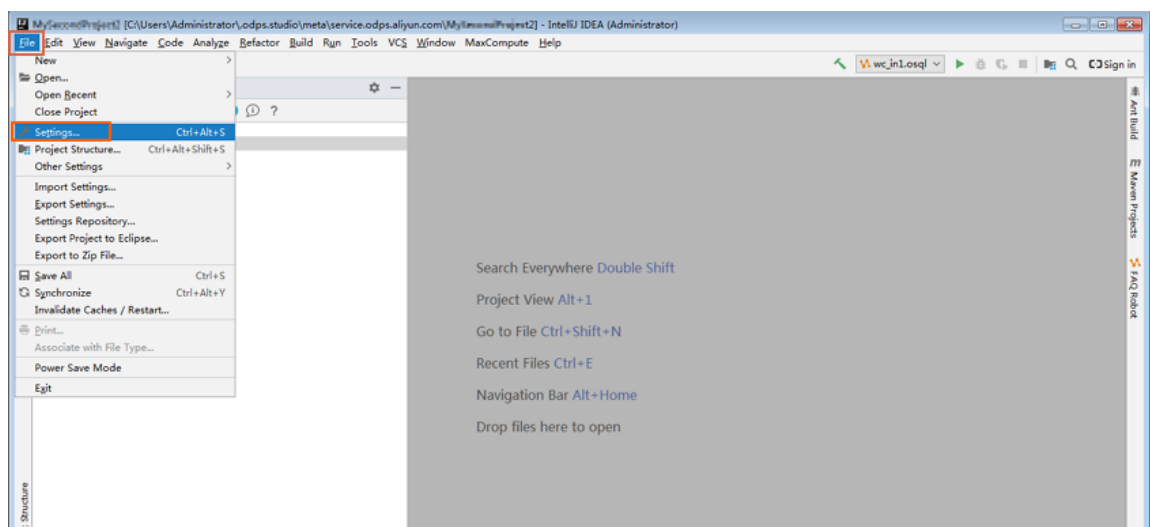 [C:\Users\Administrator\.odps.studio\meta\service.odps.aliyun.com\ - IntelliJ IDEA (Administrator)
File Edit View Navigate Code Analyze Refactor Build Run Tools VCS Window MaxCompute Help
New
wc_in1.osql
Sign in
Open...
Open Recent
Close Project
?
Settings... Ctrl+Alt+S
Project Structure... Ctrl+Alt+Shift+S
Other Settings
Import Settings...
Export Settings...
Settings Repository...
Export Project to Eclipse...
Export to Zip File...
Save All Ctrl+S
Synchronize Ctrl+Alt+Y
Invalidate Caches / Restart...
Print...
Associate with File Type...
Power Save Mode
Exit
Search Everywhere Double Shift
Project View Alt+1
Go to File Ctrl+Shift+N
Recent Files Ctrl+E
Navigation Bar Alt+Home
Drop files here to open
Ant Build
Maven Projects
FAQ Robot
Structure